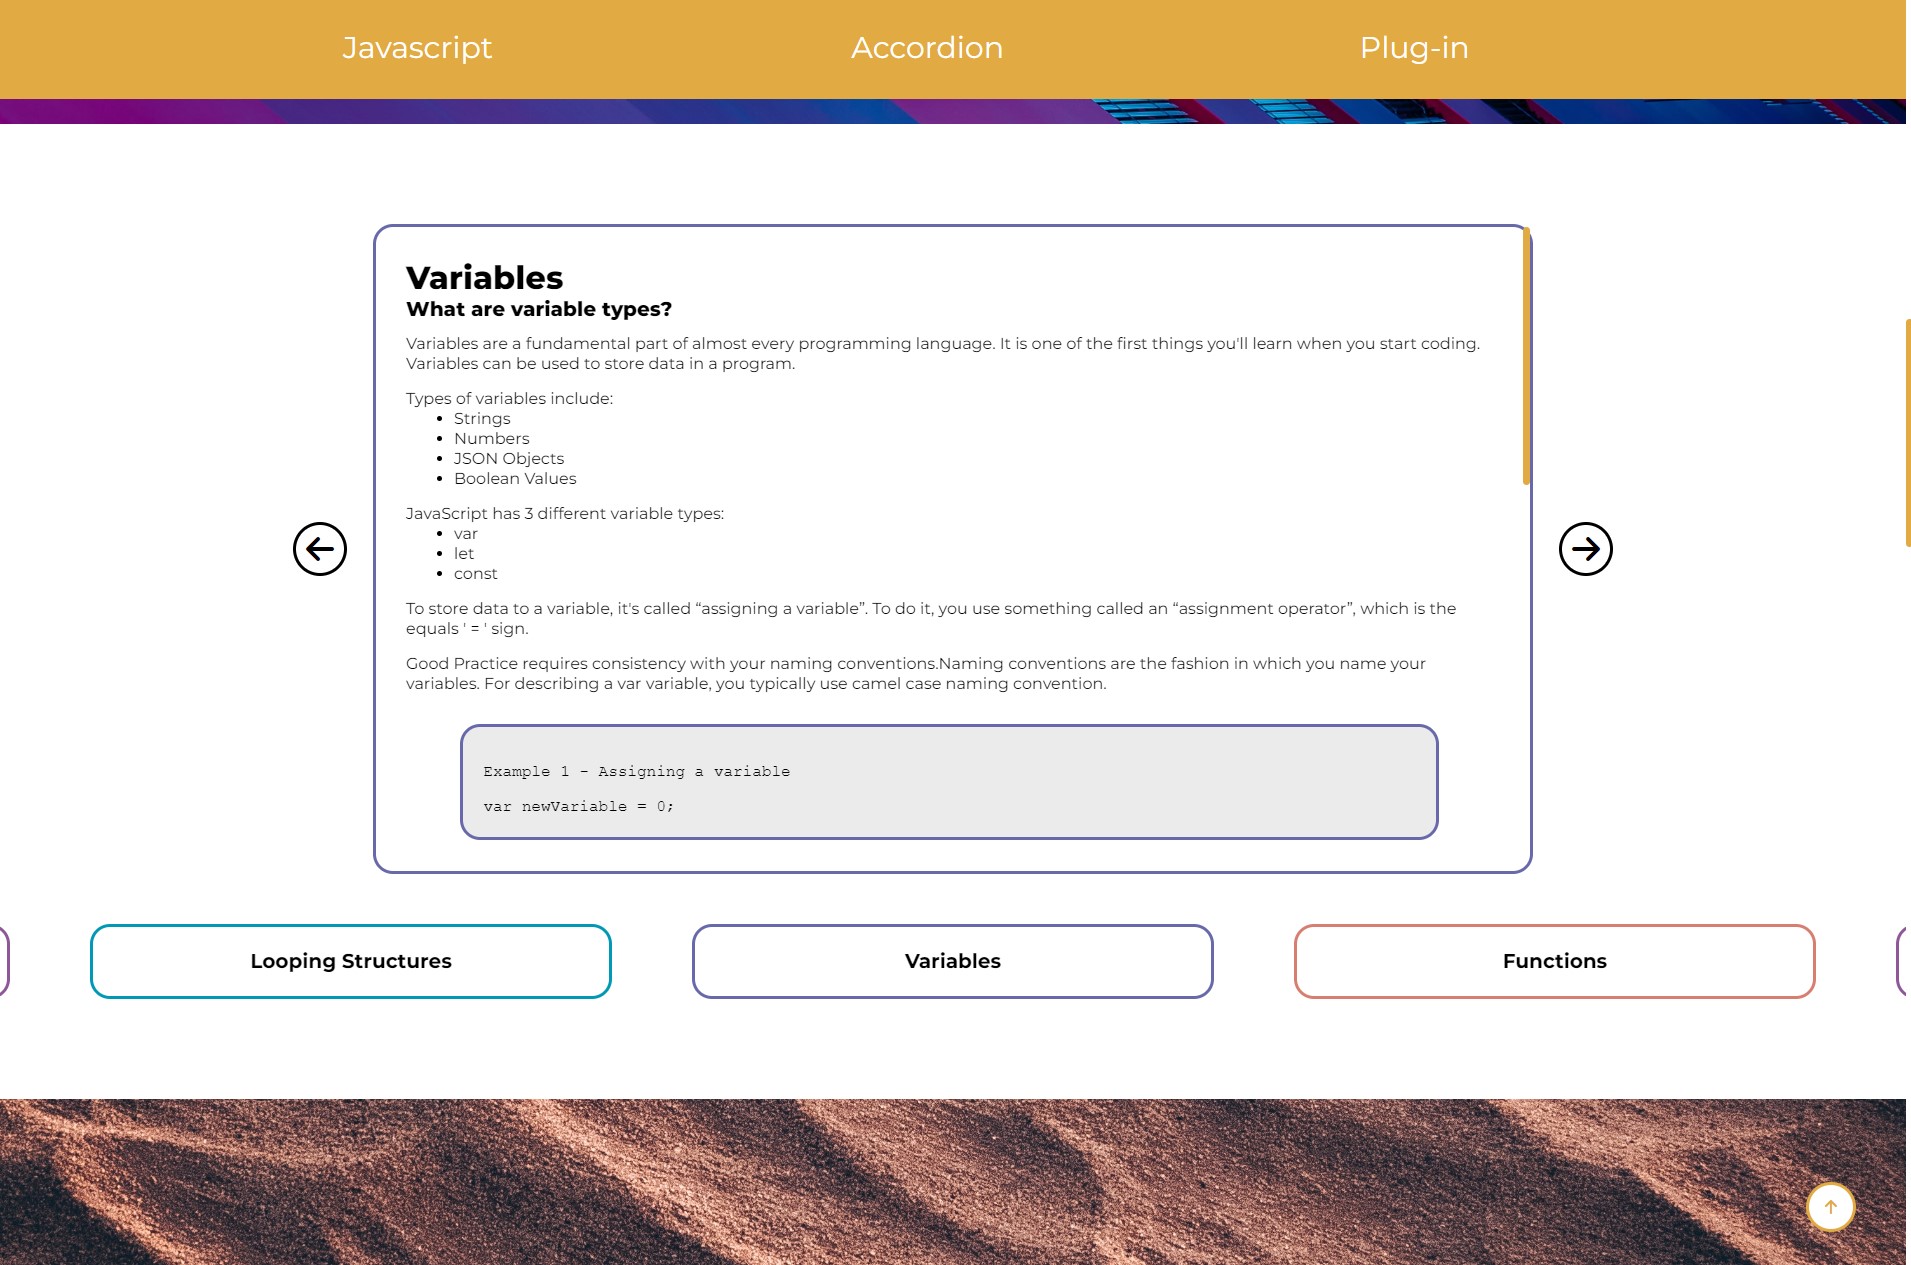 Javascript Accordion Plug-in
Variables
What are variable types?
Variables are a fundamental part of almost every programming language. It is one of the first things you'll learn when you start coding.
Variables can be used to store data in a program.
Types of variables include:
• Strings
• Numbers
• JSON Objects
• Boolean Values
JavaScript has 3 different variable types:
• var
• let
• const
To store data to a variable, it's called “assigning a variable”. To do it, you use something called an “assignment operator”, which is the
equals ' = ' sign.
Good Practice requires consistency with your naming conventions.Naming conventions are the fashion in which you name your
variables. For describing a var variable, you typically use camel case naming convention.
Example 1 - Assigning a variable
var newVariable = 0;
Looping Structures Variables Functions